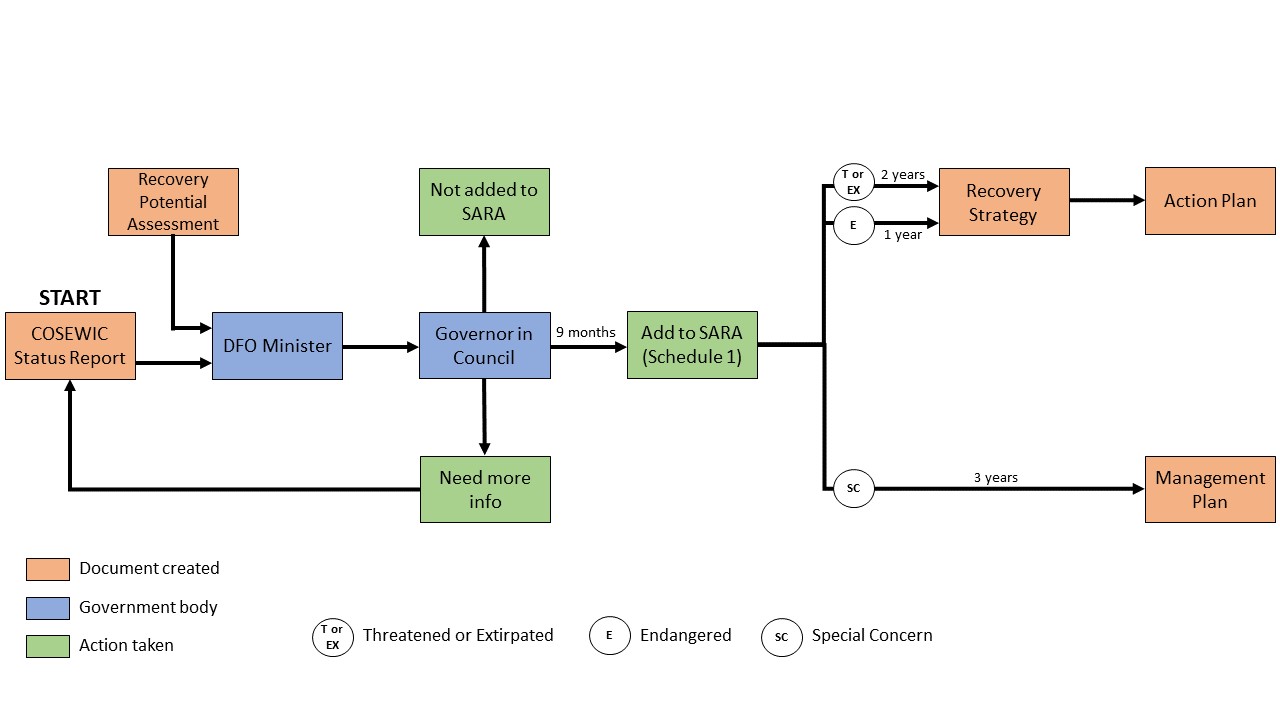 Recovery
Potential
Assessment
Not added to
SARA
T or
EX
2 years
E
1 year
Recovery
Strategy
Action Plan
START
COSEWIC
Status Report
DFO Minister
Governor in
Council
9 months
Add to SARA
(Schedule 1)
Need more
info
SC
3 years
Management
Plan
Document created
Government body
Action taken
T or
EX
Threatened or Extirpated
E
Endangered
SC
Special Concern